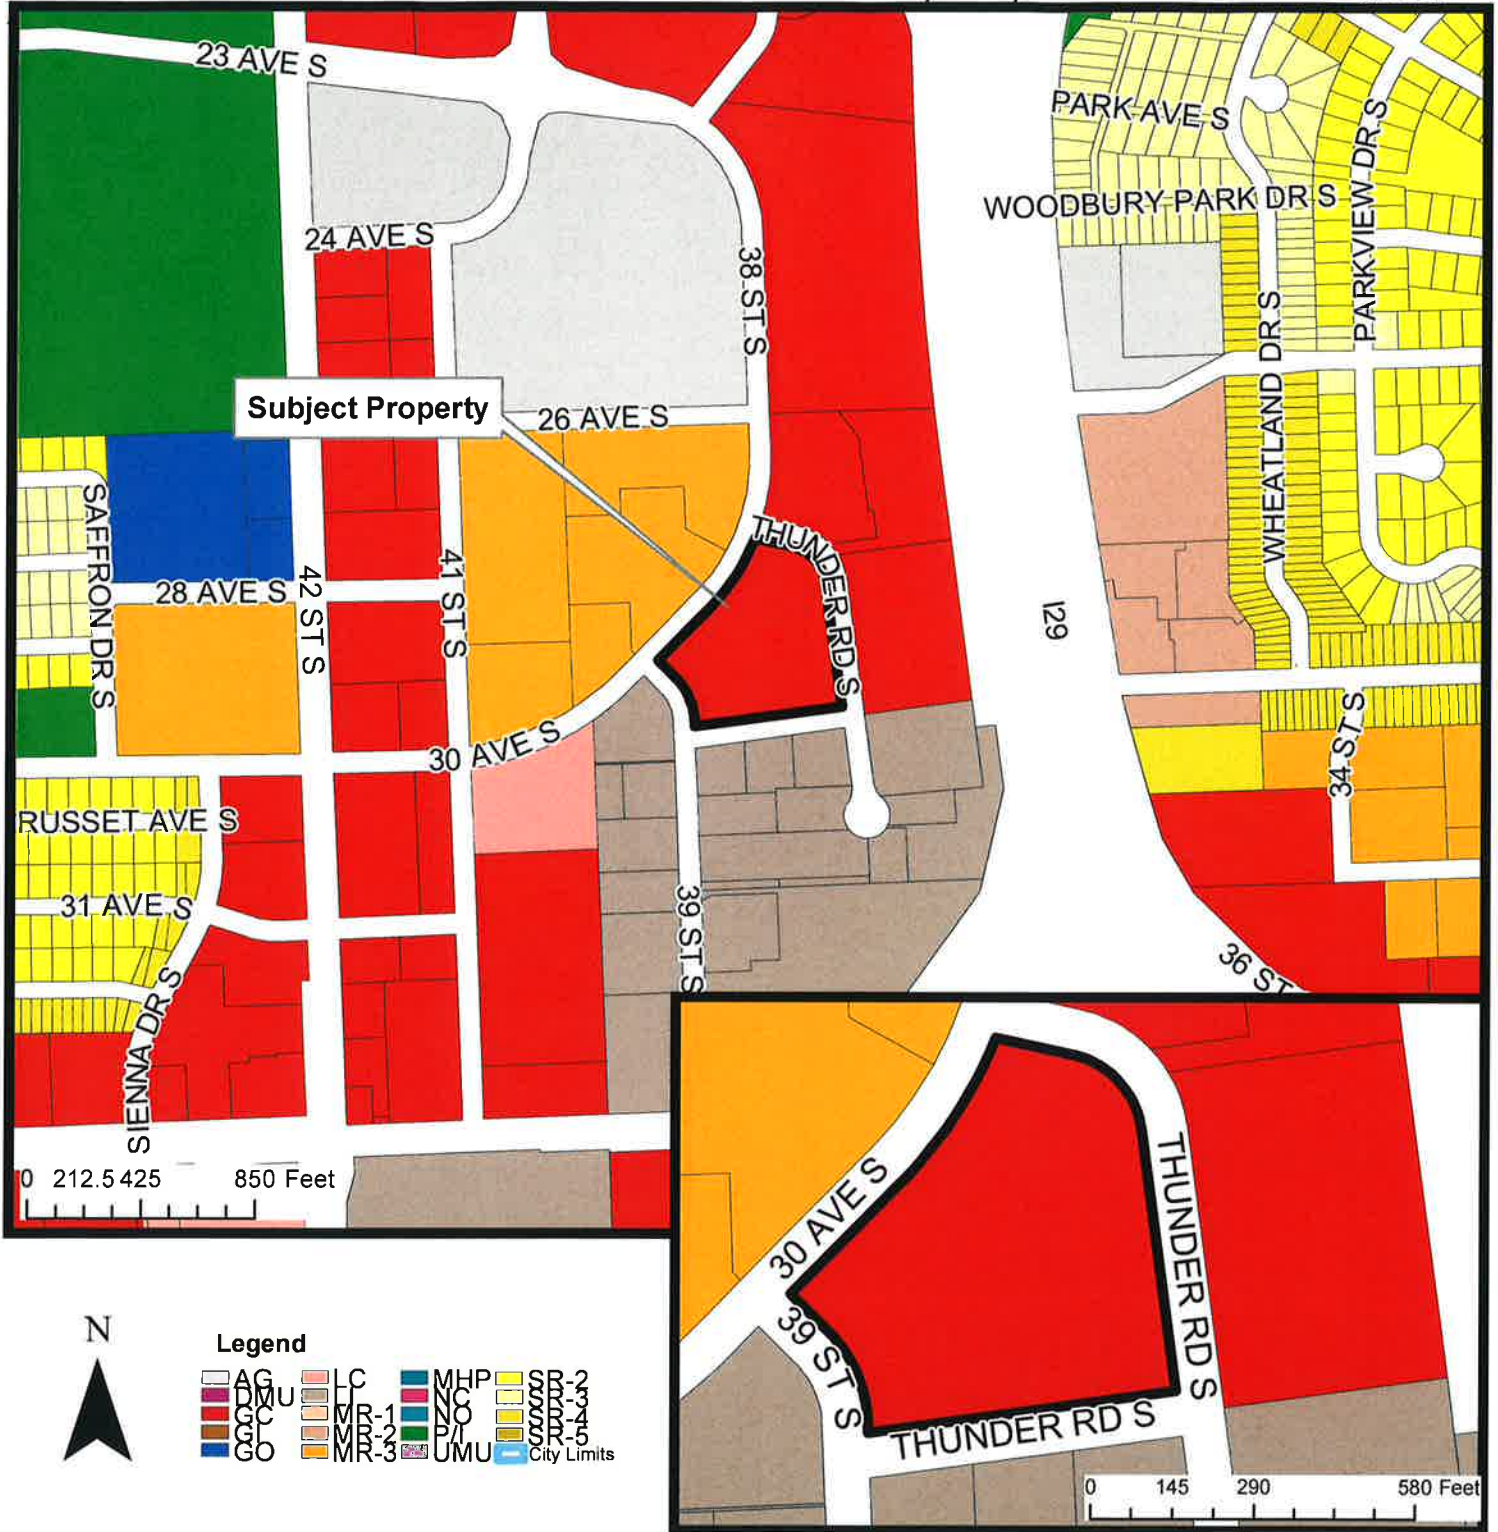 23 AVE S
PARK AVE S
WOODBURY PARK DR S
PARKVIEW DR S
24 AVE S
38 ST S
WHEATLAND DR S
Subject Property
26 AVE S
SAFFRON DR S
THUNDER RD S
28 AVE S
42 ST S
41 ST S
I29
30 AVE S
34 ST S
RUSSET AVE S
31 AVE S
39 ST S
36 ST
SIENNA DR S
0 212.5 425 850 Feet
30 AVE S
THUNDER RD S
39 ST S
THUNDER RD S
0 145 290 580 Feet
N
Legend
AG LC MHP SR-2
DMU LI NC SR-3
GC MR-1 NO SR-4
GI MR-2 P/I SR-5
GO MR-3 UMU City Limits